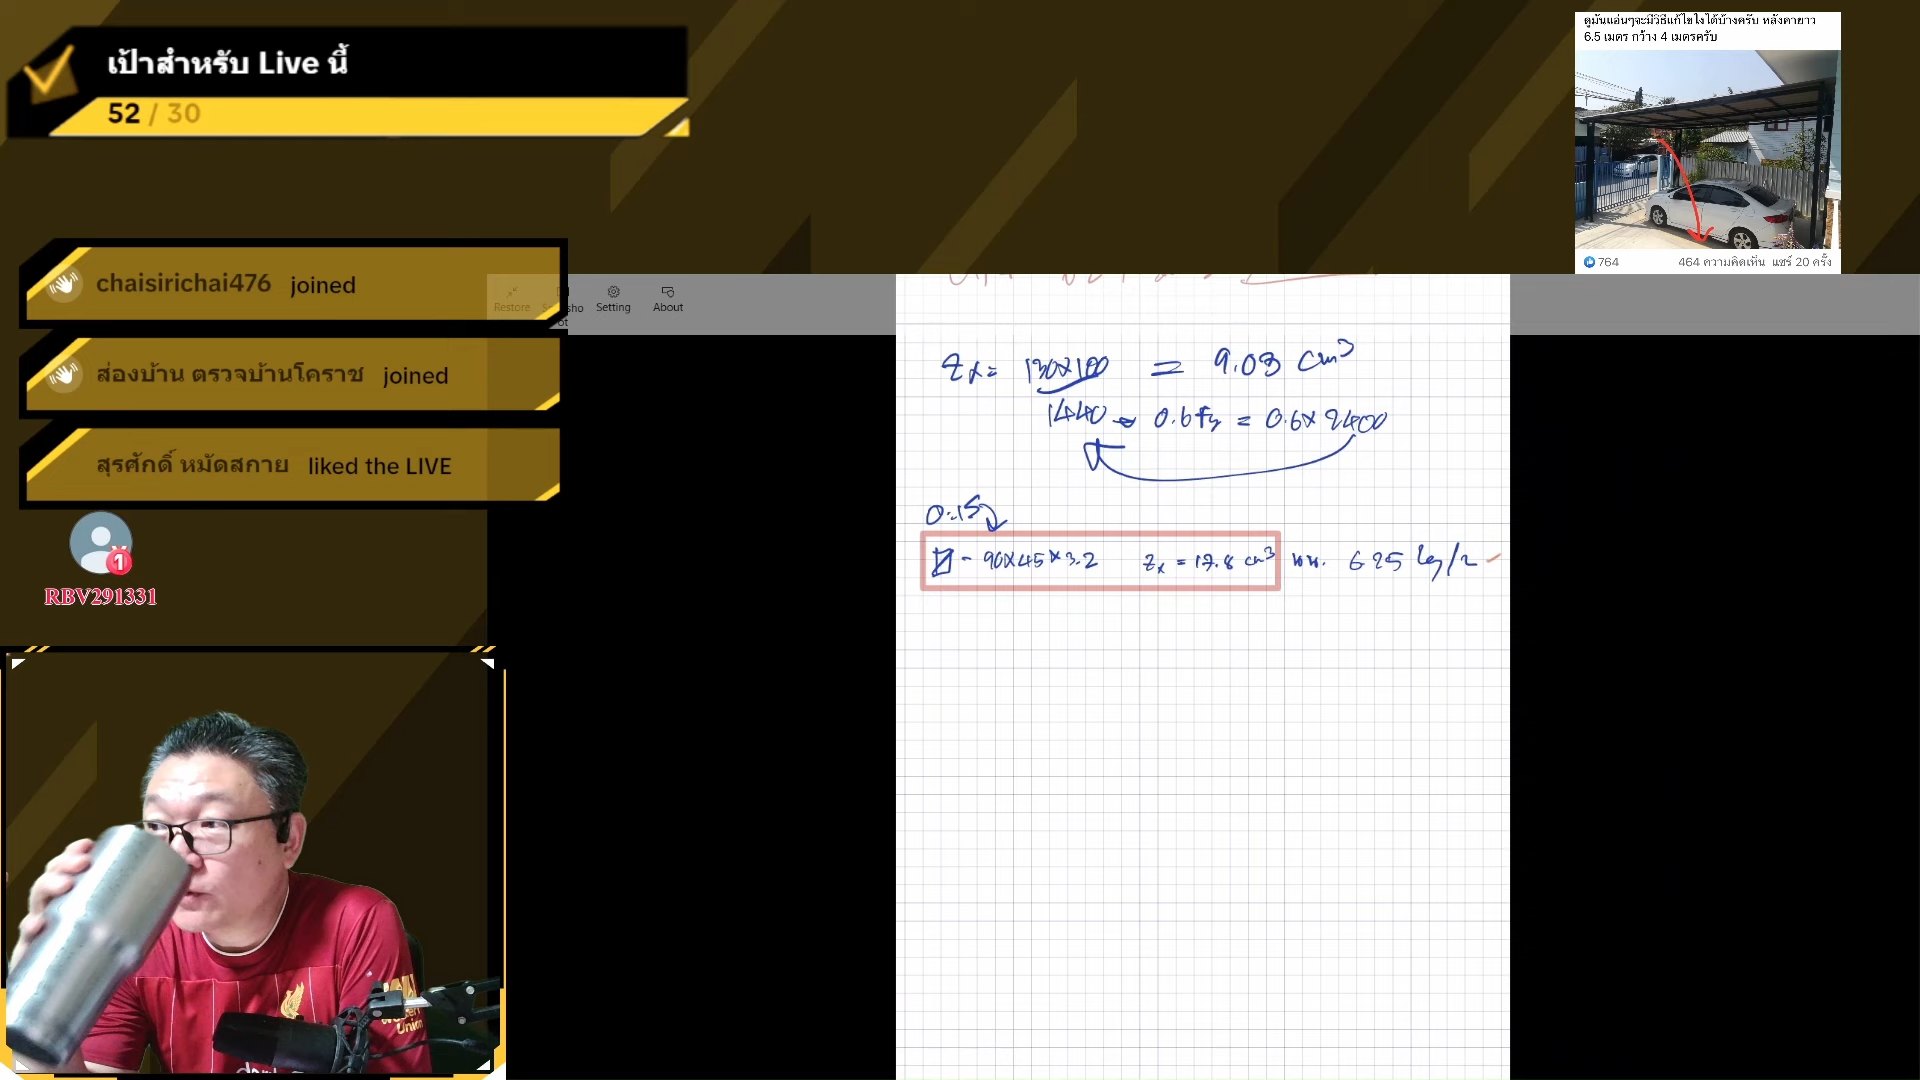 เป้าสำหรับ Live นี้
52 / 30
ดูมันแอ่นๆจะมีวิธีแก้ไขไงได้บ้างครับ หลังคายาว
6.5 เมตร กว้าง 4 เมตรครับ
764 464 ความคิดเห็น แชร์ 20 ครั้ง
chaisirichai476 joined
ส่องบ้าน ตรวจบ้านโคราช joined
สุรศักดิ์ หมัดสกาย liked the LIVE
1
RBV291331
Restore Setting About
Zx = 130x100 = 9.03 cm³
1440 0.6fy = 0.6x2400
0.15
- 90x45x3.2 Zx = 17.8 cm³ นน. 6.25 kg/